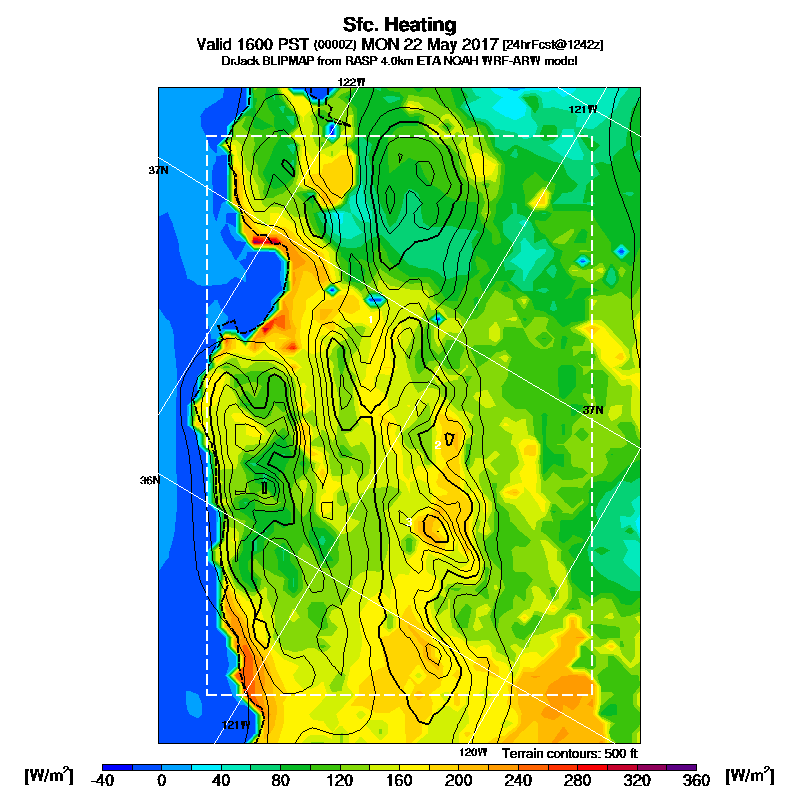 Sfc. Heating
Valid 1600 PST (0000Z) MON 22 May 2017 [24hrFcst@1242z]
DrJack BLIPMAP from RASP 4.0km ETA NOAH WRF-ARW model
122W
121W
37N
37N
2
36N
121W
120W Terrain contours: 500 ft
[W/m²] -40 0 40 80 120 160 200 240 280 320 360 [W/m²]